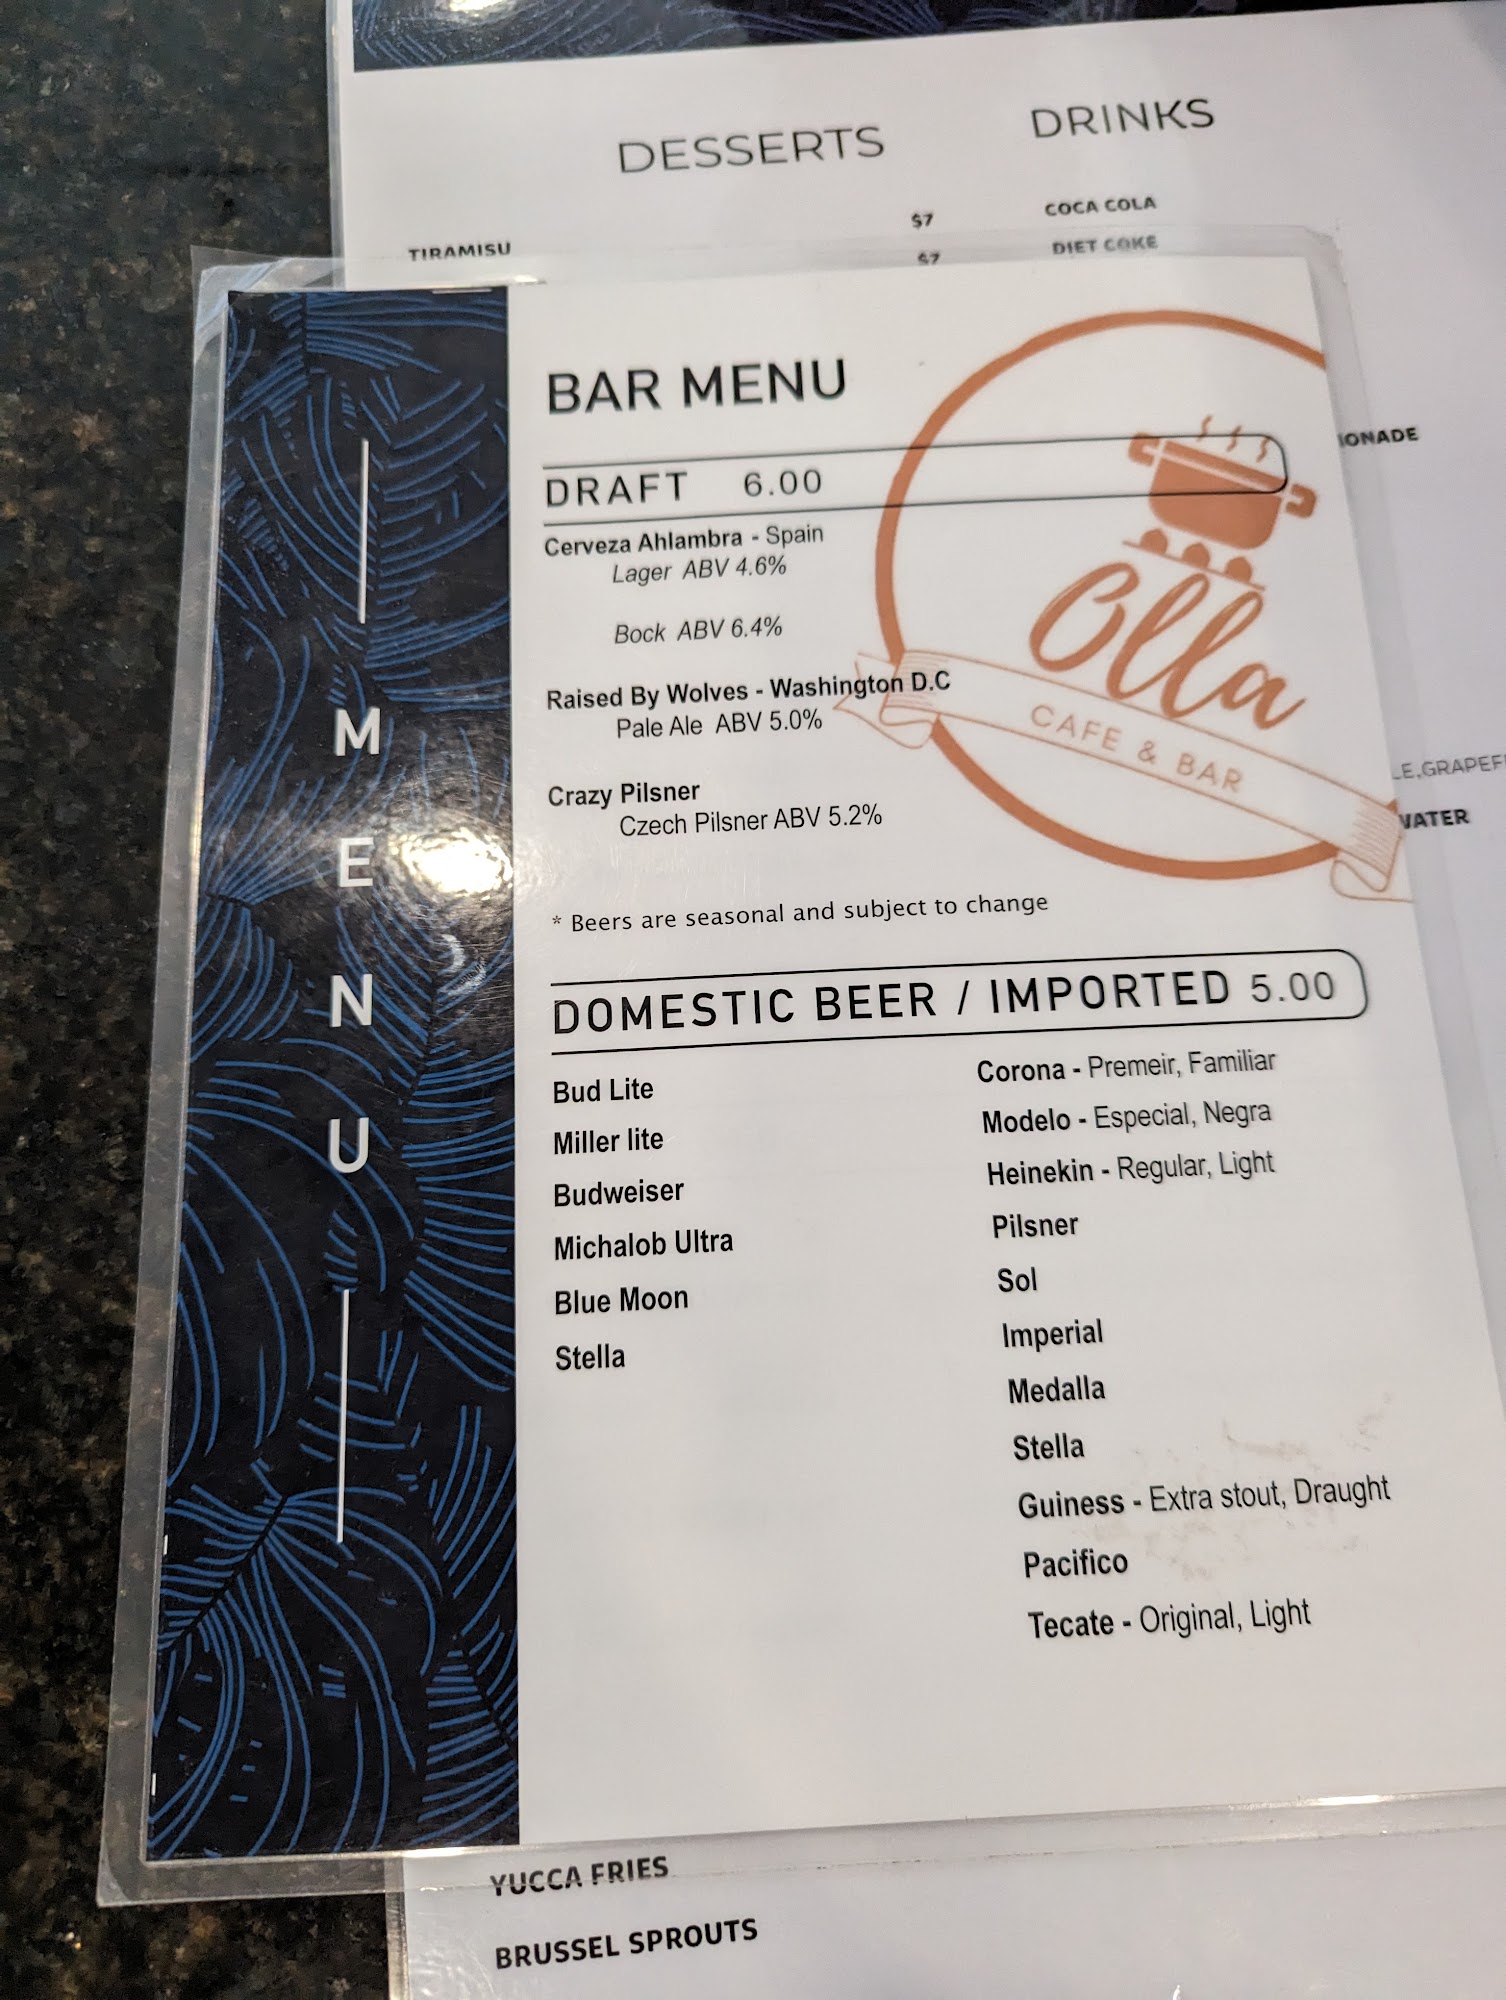 DESSERTS
DRINKS
TIRAMISU
$7
$7
COCA COLA
DIET COKE
BAR MENU
DRAFT 6.00
Cerveza Ahlambra - Spain
Lager ABV 4.6%
Bock ABV 6.4%
Raised By Wolves - Washington D.C
Pale Ale ABV 5.0%
Crazy Pilsner
Czech Pilsner ABV 5.2%
* Beers are seasonal and subject to change
Olla
CAFE & BAR
MENU
DOMESTIC BEER / IMPORTED 5.00
Bud Lite
Miller lite
Budweiser
Michalob Ultra
Blue Moon
Stella
Corona - Premeir, Familiar
Modelo - Especial, Negra
Heinekin - Regular, Light
Pilsner
Sol
Imperial
Medalla
Stella
Guiness - Extra stout, Draught
Pacifico
Tecate - Original, Light
YUCCA FRIES
BRUSSEL SPROUTS